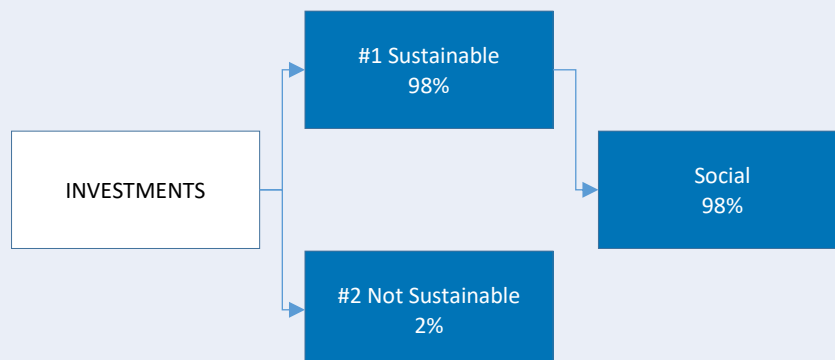 #1 Sustainable
98%
INVESTMENTS
Social
98%
#2 Not Sustainable
2%